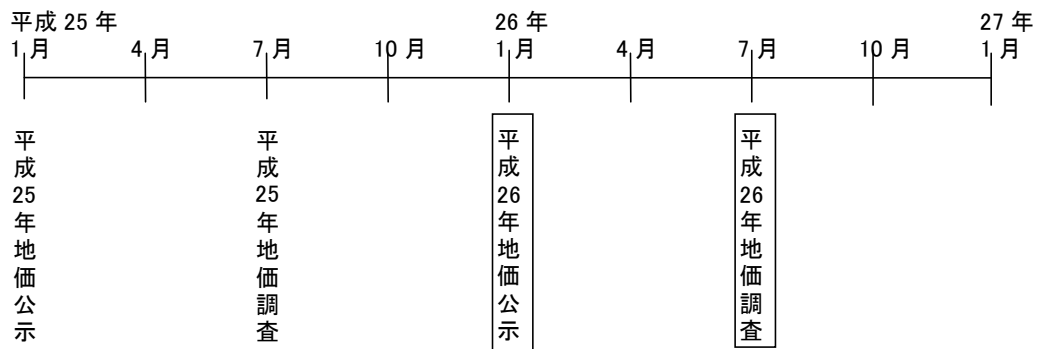 平成 25 年
26 年
27 年
1 月
4 月
7 月
10 月
1 月
4 月
7 月
10 月
1 月
平成25年地価公示
平成25年地価調査
平成26年地価公示
平成26年地価調査